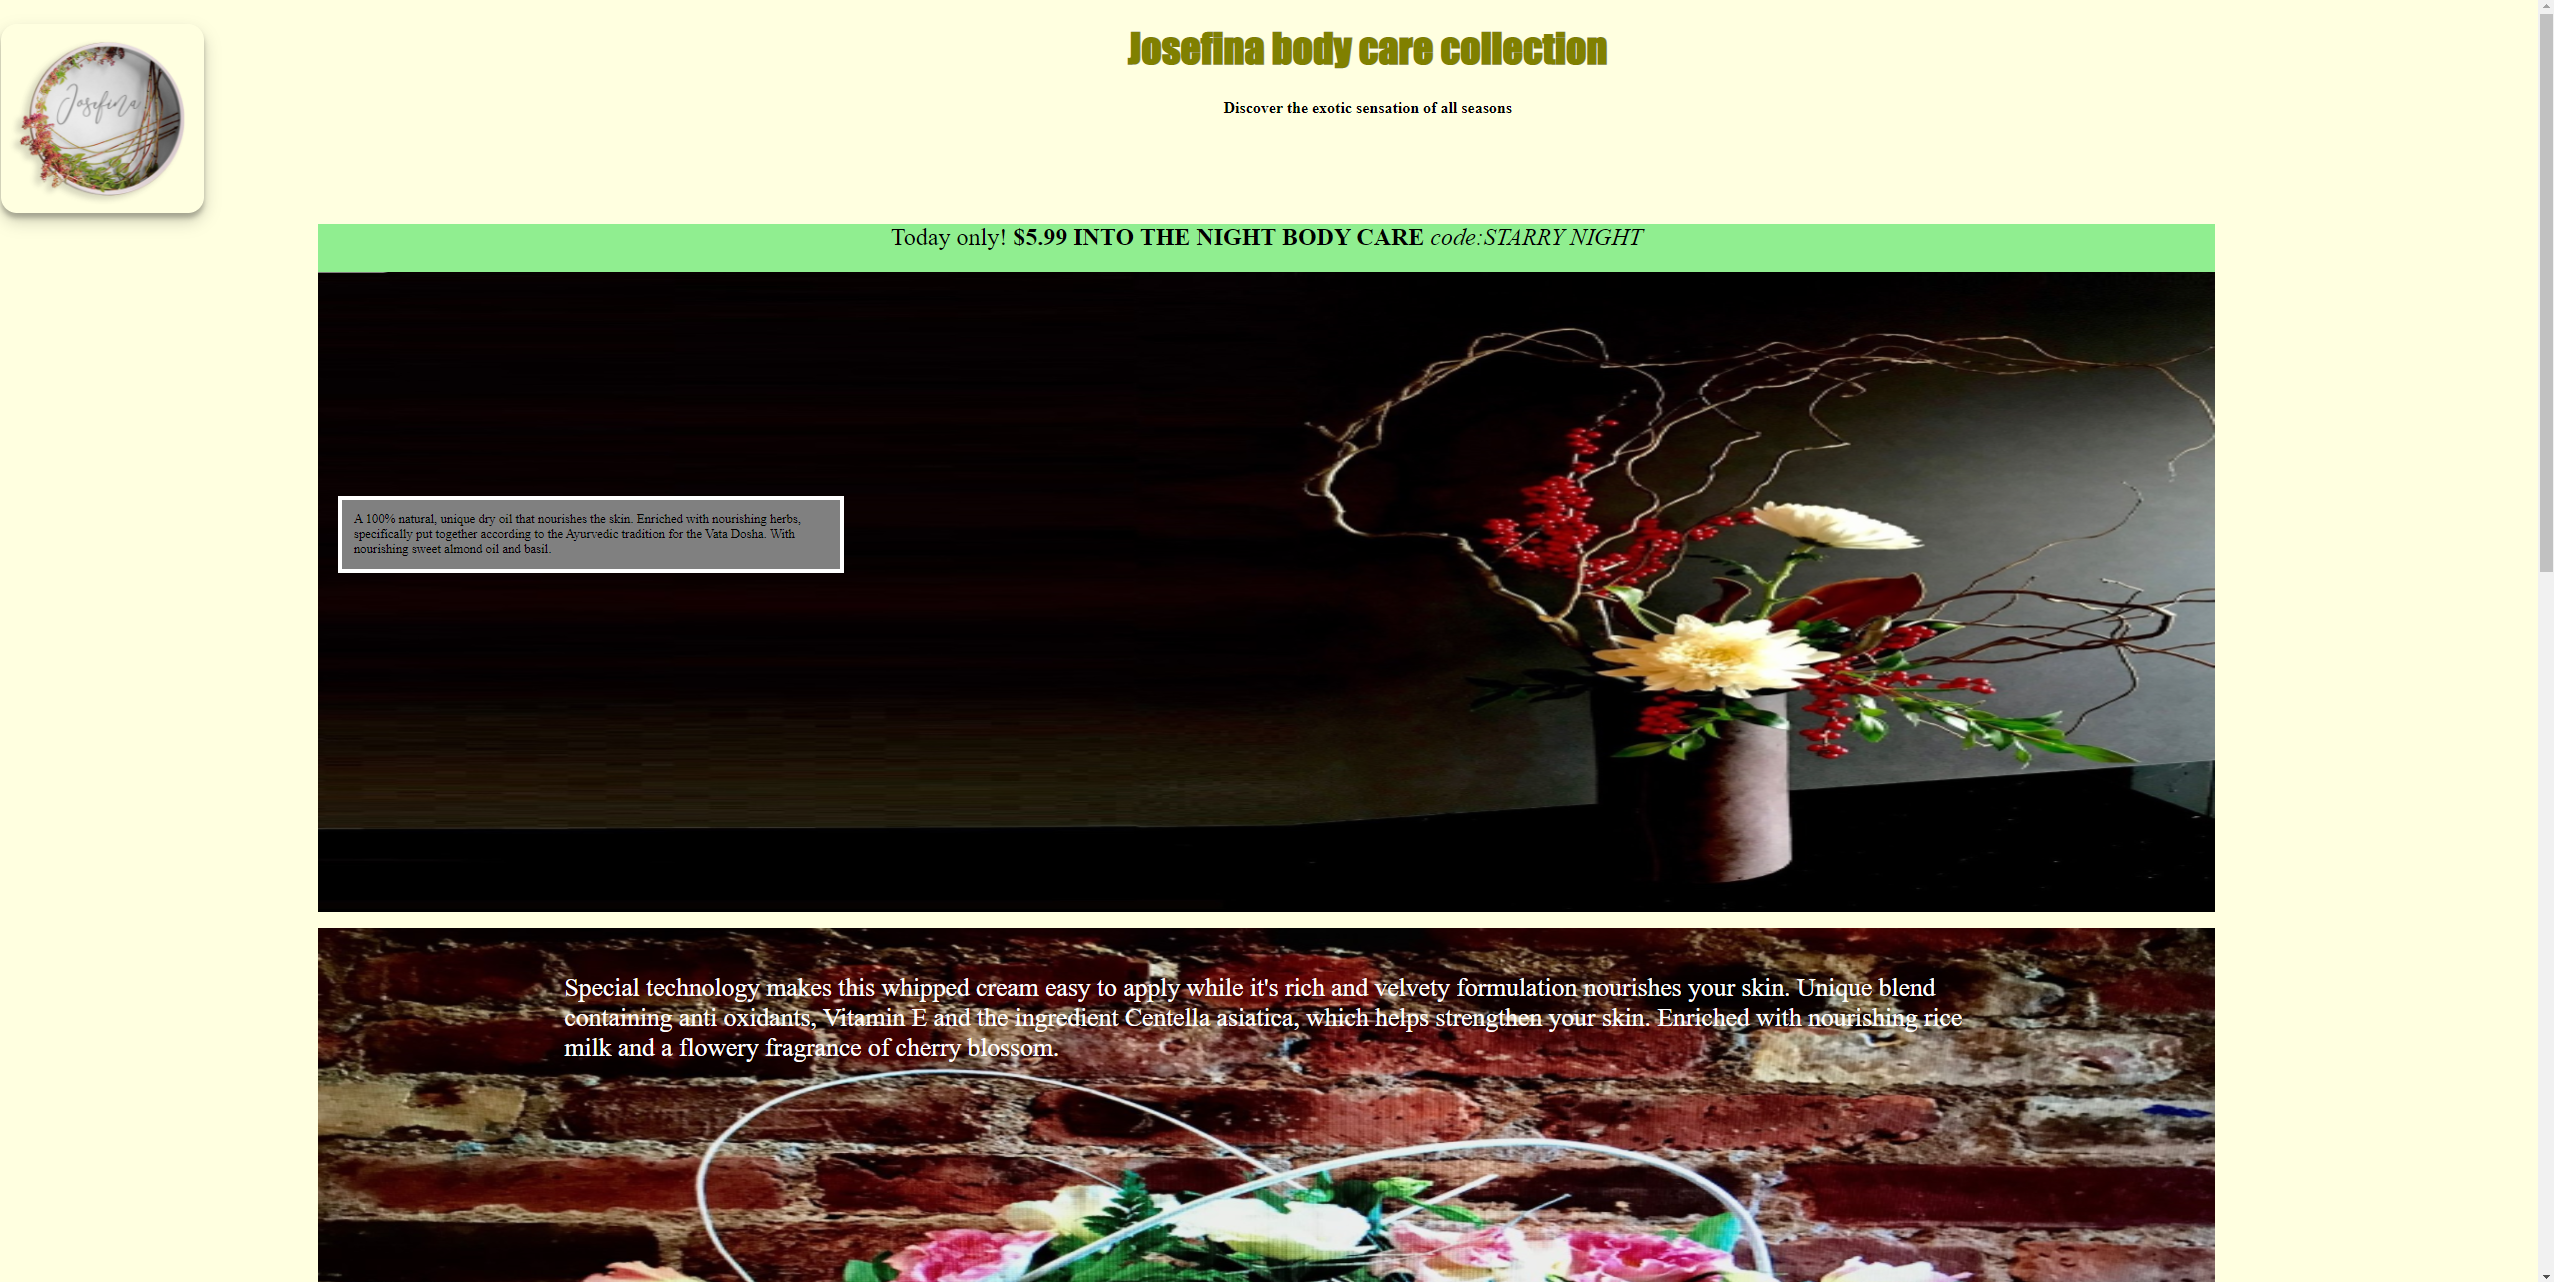 Josefina
Josefina body care collection
Discover the exotic sensation of all seasons
Today only! $5.99 INTO THE NIGHT BODY CARE code:STARRY NIGHT
A 100% natural, unique dry oil that nourishes the skin. Enriched with nourishing herbs,
specifically put together according to the Ayurvedic tradition for the Vata Dosha. With
nourishing sweet almond oil and basil.
Special technology makes this whipped cream easy to apply while it's rich and velvety formulation nourishes your skin. Unique blend
containing anti oxidants, Vitamin E and the ingredient Centella asiatica, which helps strengthen your skin. Enriched with nourishing rice
milk and a flowery fragrance of cherry blossom.